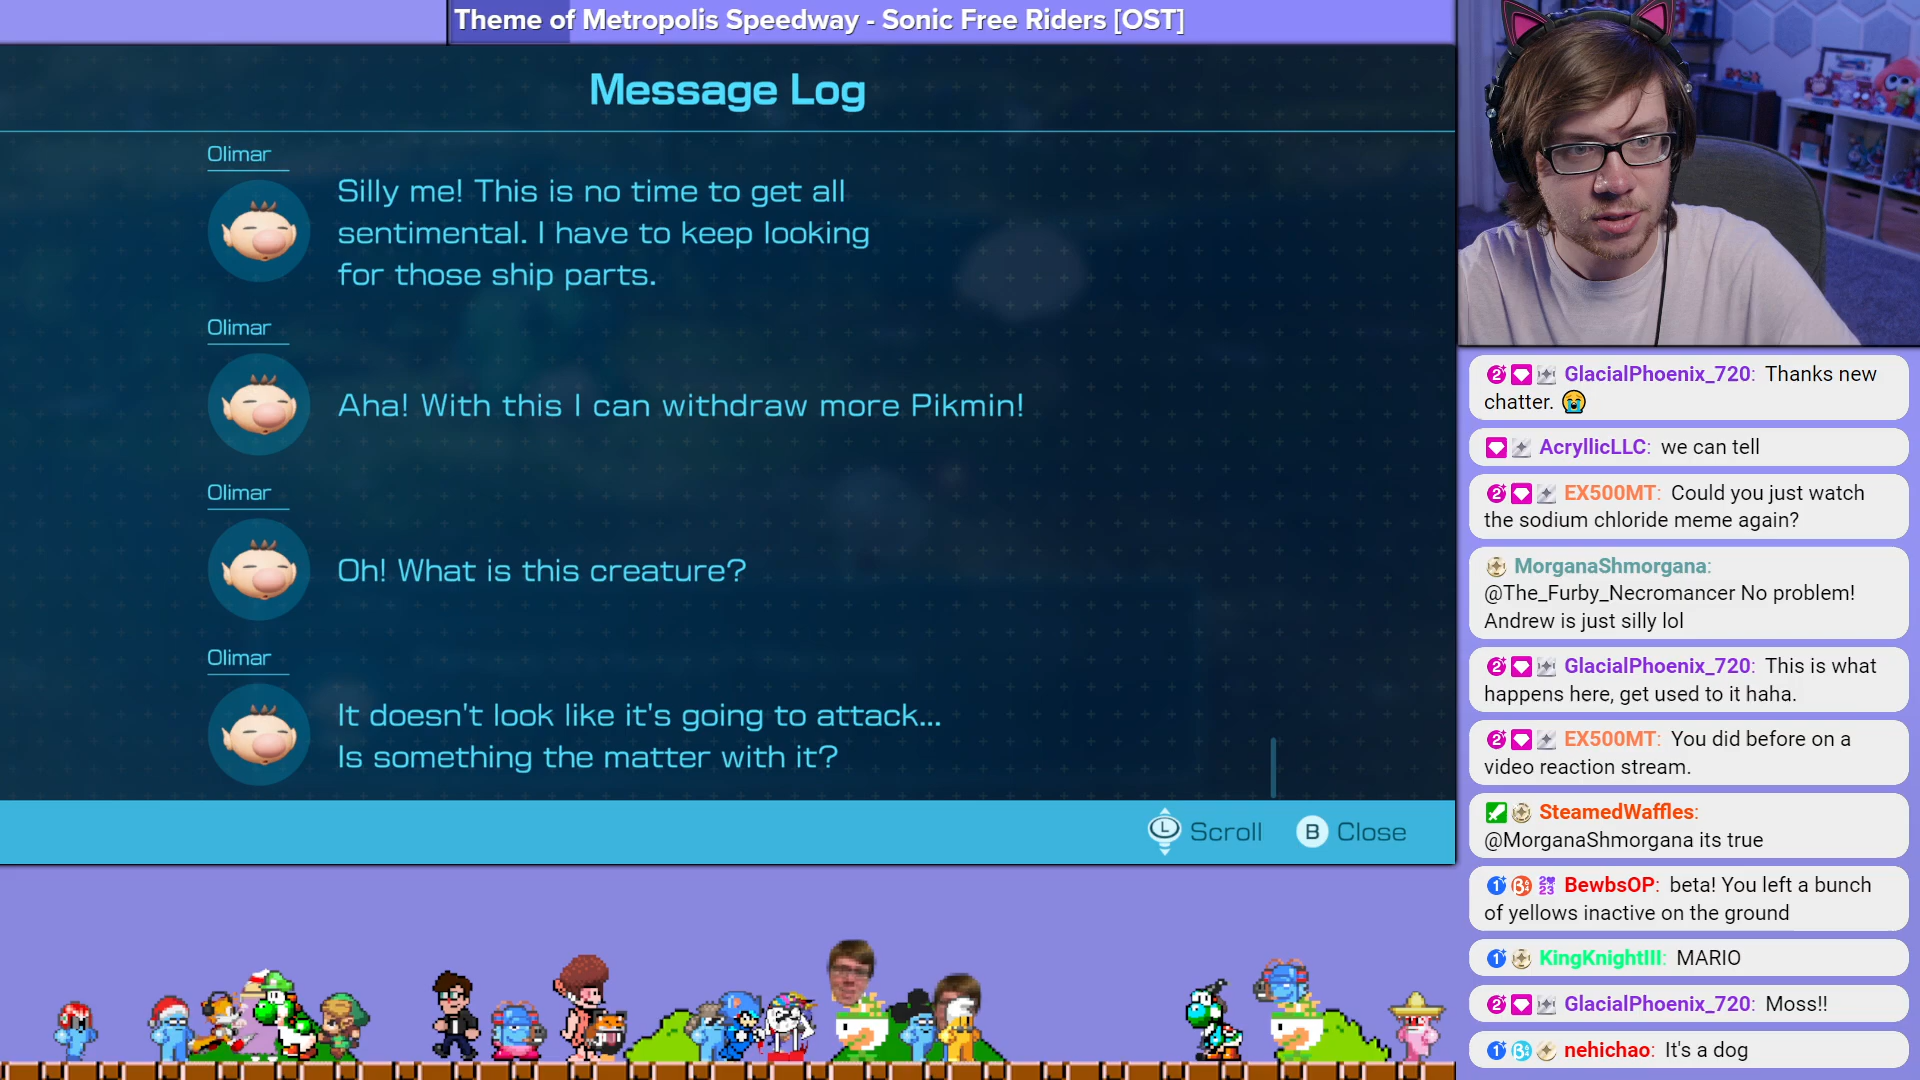 Theme of Metropolis Speedway - Sonic Free Riders [OST]
Message Log
Olimar
Silly me! This is no time to get all
sentimental. I have to keep looking
for those ship parts.
Olimar
Aha! With this I can withdraw more Pikmin!
Olimar
Oh! What is this creature?
Olimar
It doesn't look like it's going to attack...
Is something the matter with it?
L Scroll B Close
GlacialPhoenix_720: Thanks new
chatter.
AcryllicLLC: we can tell
EX500MT: Could you just watch
the sodium chloride meme again?
MorganaShmorgana:
@The_Furby_Necromancer No problem!
Andrew is just silly lol
GlacialPhoenix_720: This is what
happens here, get used to it haha.
EX500MT: You did before on a
video reaction stream.
SteamedWaffles:
@MorganaShmorgana its true
BewbsOP: beta! You left a bunch
of yellows inactive on the ground
KingKnightIII: MARIO
GlacialPhoenix_720: Moss!!
nehichao: It's a dog